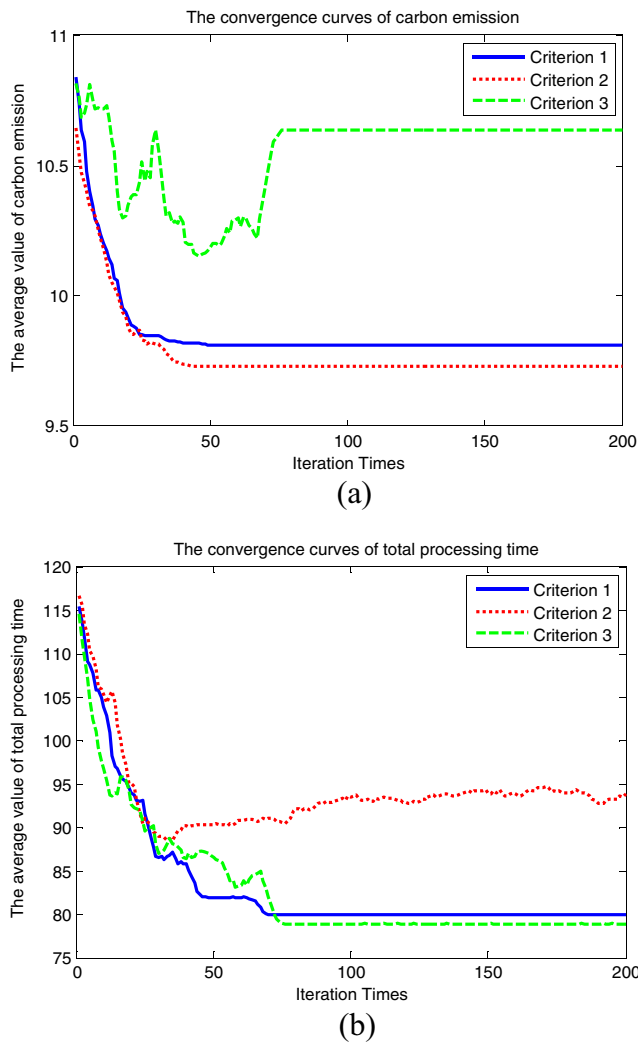 The convergence curves of carbon emission
11
10.5
10
9.5
The average value of carbon emission
Criterion 1
Criterion 2
Criterion 3
0 50 100 150 200
Iteration Times
(a)
The convergence curves of total processing time
120
115
110
105
100
95
90
85
80
75
The average value of total processing time
Criterion 1
Criterion 2
Criterion 3
0 50 100 150 200
Iteration Times
(b)